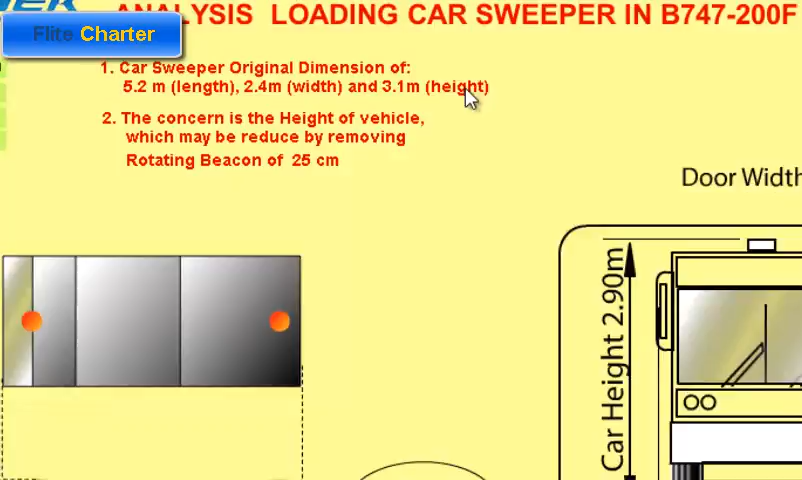 ANALYSIS LOADING CAR SWEEPER IN B747-200F
Flite Charter
1. Car Sweeper Original Dimension of:
5.2 m (length), 2.4m (width) and 3.1m (height)
2. The concern is the Height of vehicle,
which may be reduce by removing
Rotating Beacon of 25 cm
Door Width
Car Height 2.90m